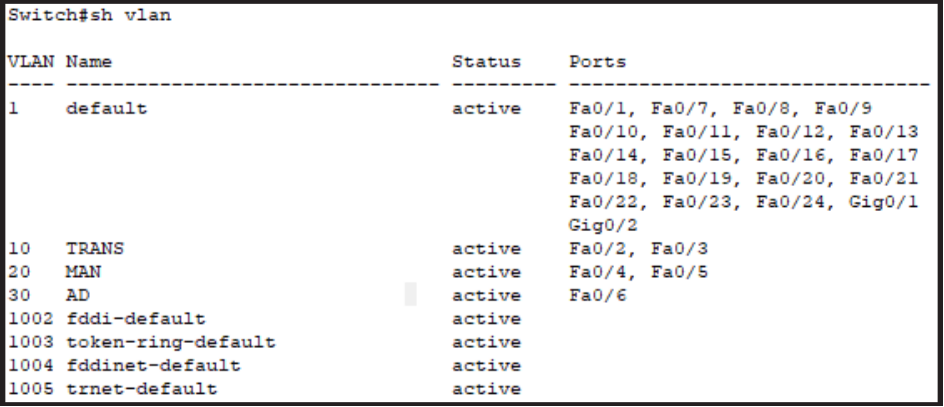 Switch#sh vlan
VLAN Name Status Ports
---- -------------------------------- --------- -------------------------------
1 default active Fa0/1, Fa0/7, Fa0/8, Fa0/9
Fa0/10, Fa0/11, Fa0/12, Fa0/13
Fa0/14, Fa0/15, Fa0/16, Fa0/17
Fa0/18, Fa0/19, Fa0/20, Fa0/21
Fa0/22, Fa0/23, Fa0/24, Gig0/1
Gig0/2
10 TRANS active Fa0/2, Fa0/3
20 MAN active Fa0/4, Fa0/5
30 AD active Fa0/6
1002 fddi-default active
1003 token-ring-default active
1004 fddinet-default active
1005 trnet-default active